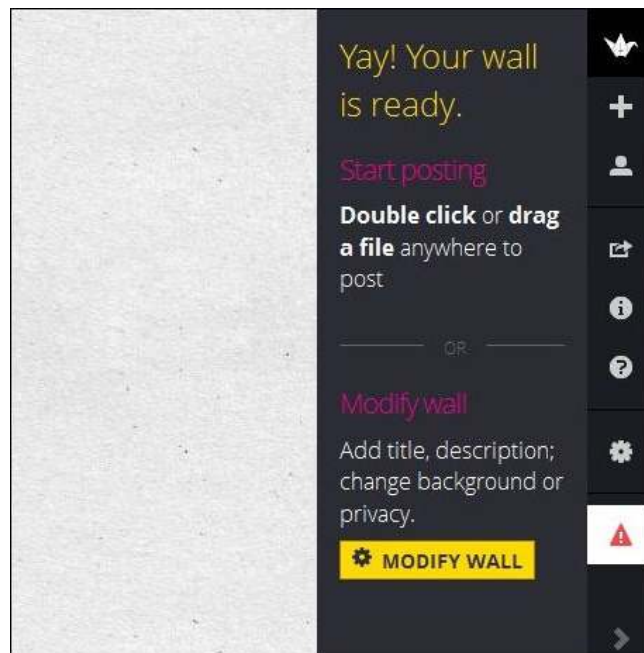 Yay! Your wall
is ready.
Start posting
Double click or drag
a file anywhere to
post
OR
Modify wall
Add title, description;
change background or
privacy.
MODIFY WALL